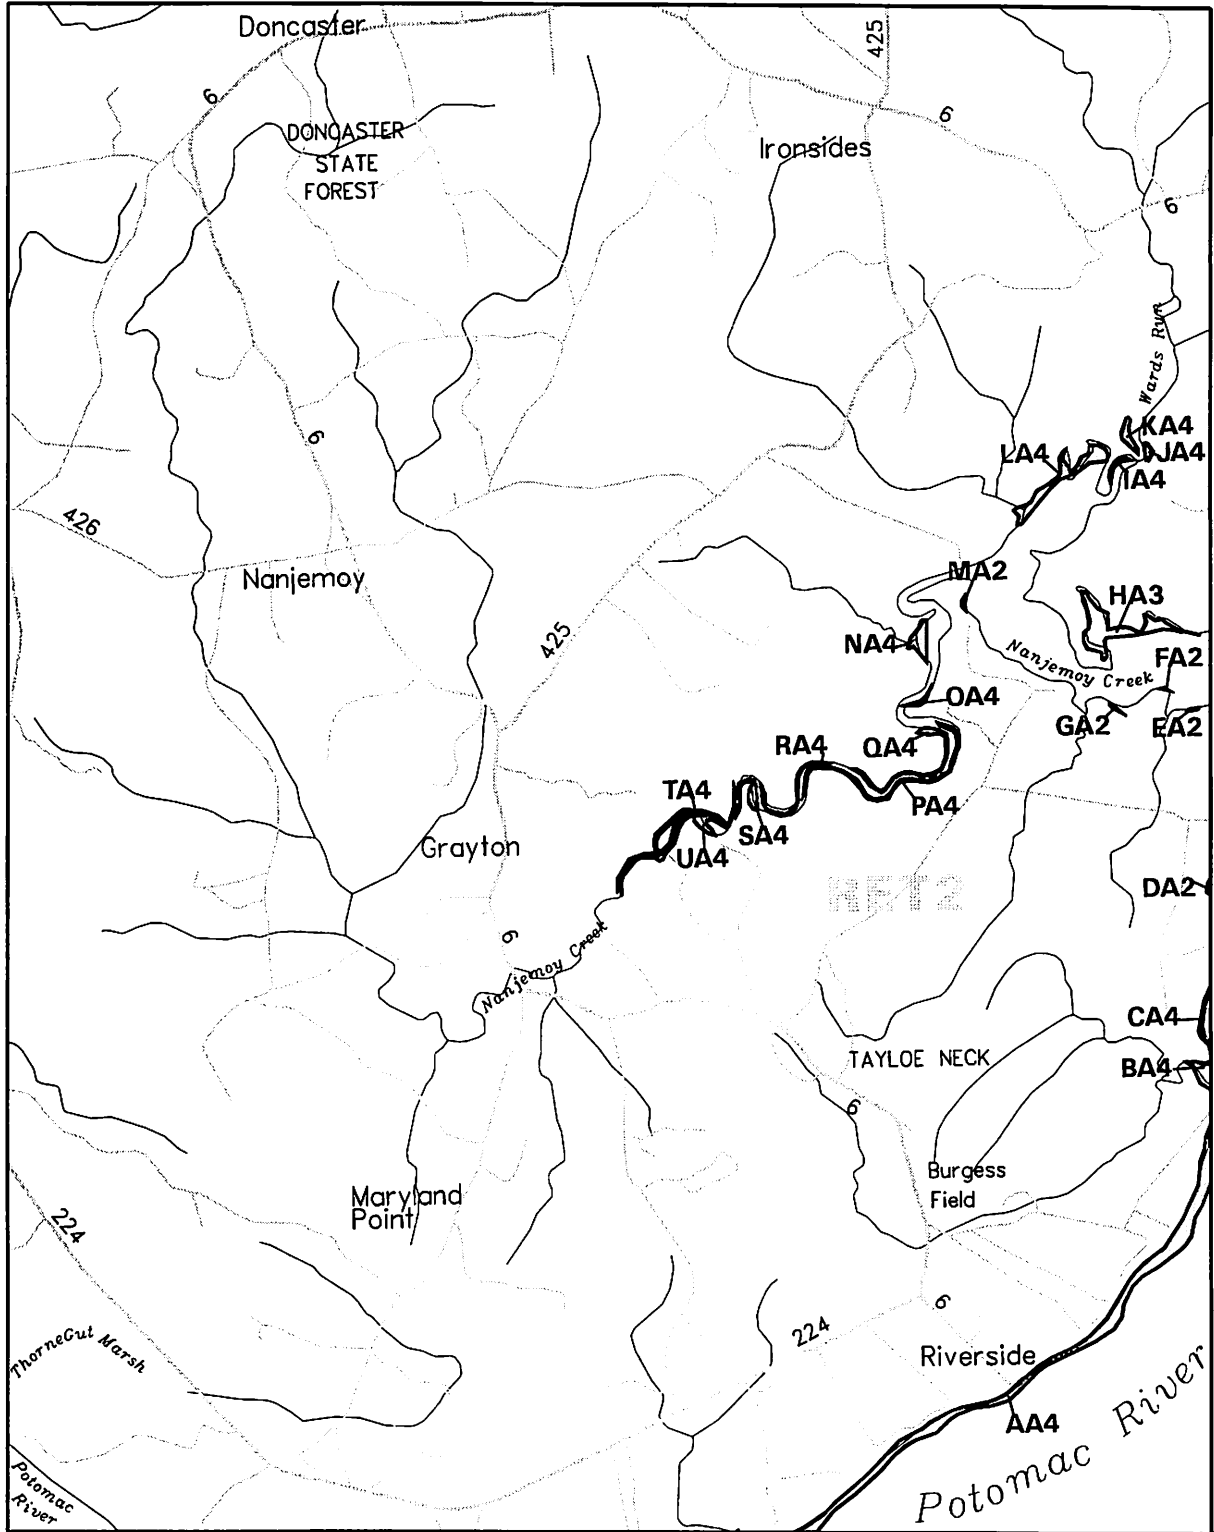 Doncaster
425
6
6
DONCASTER
STATE
FOREST
Ironsides
6
Wards Run
6
KA4
DJA4
LA4
IA4
426
Nanjemoy
MA2
HA3
425
NA4
Nanjemoy Creek
FA2
OA4
GA2
EA2
RA4
QA4
TA4
PA4
SA4
Grayton
UA4
RET2
DA2
6
Nanjemoy Creek
CA4
TAYLOE NECK
BA4
6
Burgess
Field
Maryland
Point
224
6
224
ThorneGut Marsh
Riverside
AA4
Potomac River
Potomac
River